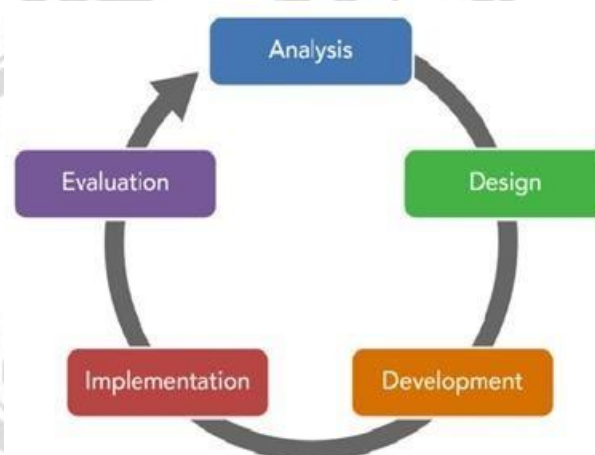 Analysis
Design
Development
Implementation
Evaluation